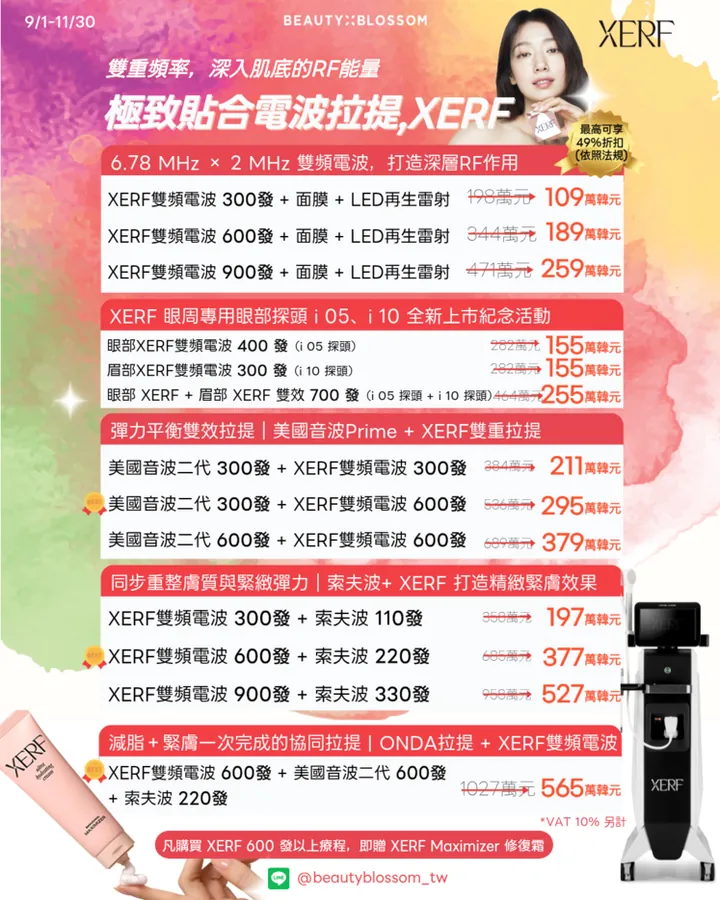 9/1-11/30
BEAUTY BLOSSOM
XERF
雙重頻率，深入肌底的RF能量
極致貼合電波拉提,XERF
XERF
最高可享
49%折扣
(依照法規)
6.78 MHz × 2 MHz 雙頻電波，打造深層RF作用
XERF雙頻電波 300發 + 面膜 + LED再生雷射 198萬元 109萬韓元
XERF雙頻電波 600發 + 面膜 + LED再生雷射 344萬元 189萬韓元
XERF雙頻電波 900發 + 面膜 + LED再生雷射 471萬元 259萬韓元
XERF 眼周專用眼部探頭 i 05、i 10 全新上市紀念活動
眼部XERF雙頻電波 400 發（i 05 探頭） 282萬元 155萬韓元
眉部XERF雙頻電波 300 發（i 10 探頭） 282萬元 155萬韓元
眼部 XERF + 眉部 XERF 雙效 700 發（i 05 探頭 + i 10 探頭） 464萬元 255萬韓元
彈力平衡雙效拉提｜美國音波Prime + XERF雙重拉提
美國音波二代 300發 + XERF雙頻電波 300發 384萬元 211萬韓元
美國音波二代 300發 + XERF雙頻電波 600發 536萬元 295萬韓元
美國音波二代 600發 + XERF雙頻電波 600發 689萬元 379萬韓元
同步重整膚質與緊緻彈力｜索夫波+ XERF 打造精緻緊膚效果
XERF雙頻電波 300發 + 索夫波 110發 358萬元 197萬韓元
XERF雙頻電波 600發 + 索夫波 220發 685萬元 377萬韓元
XERF雙頻電波 900發 + 索夫波 330發 958萬元 527萬韓元
減脂＋緊膚一次完成的協同拉提｜ONDA拉提 + XERF雙頻電波
XERF雙頻電波 600發 + 美國音波二代 600發
+ 索夫波 220發 1027萬元 565萬韓元
*VAT 10% 另計
凡購買 XERF 600 發以上療程，即贈 XERF Maximizer 修復霜
LINE @beautyblossom_tw
XERF
XERF